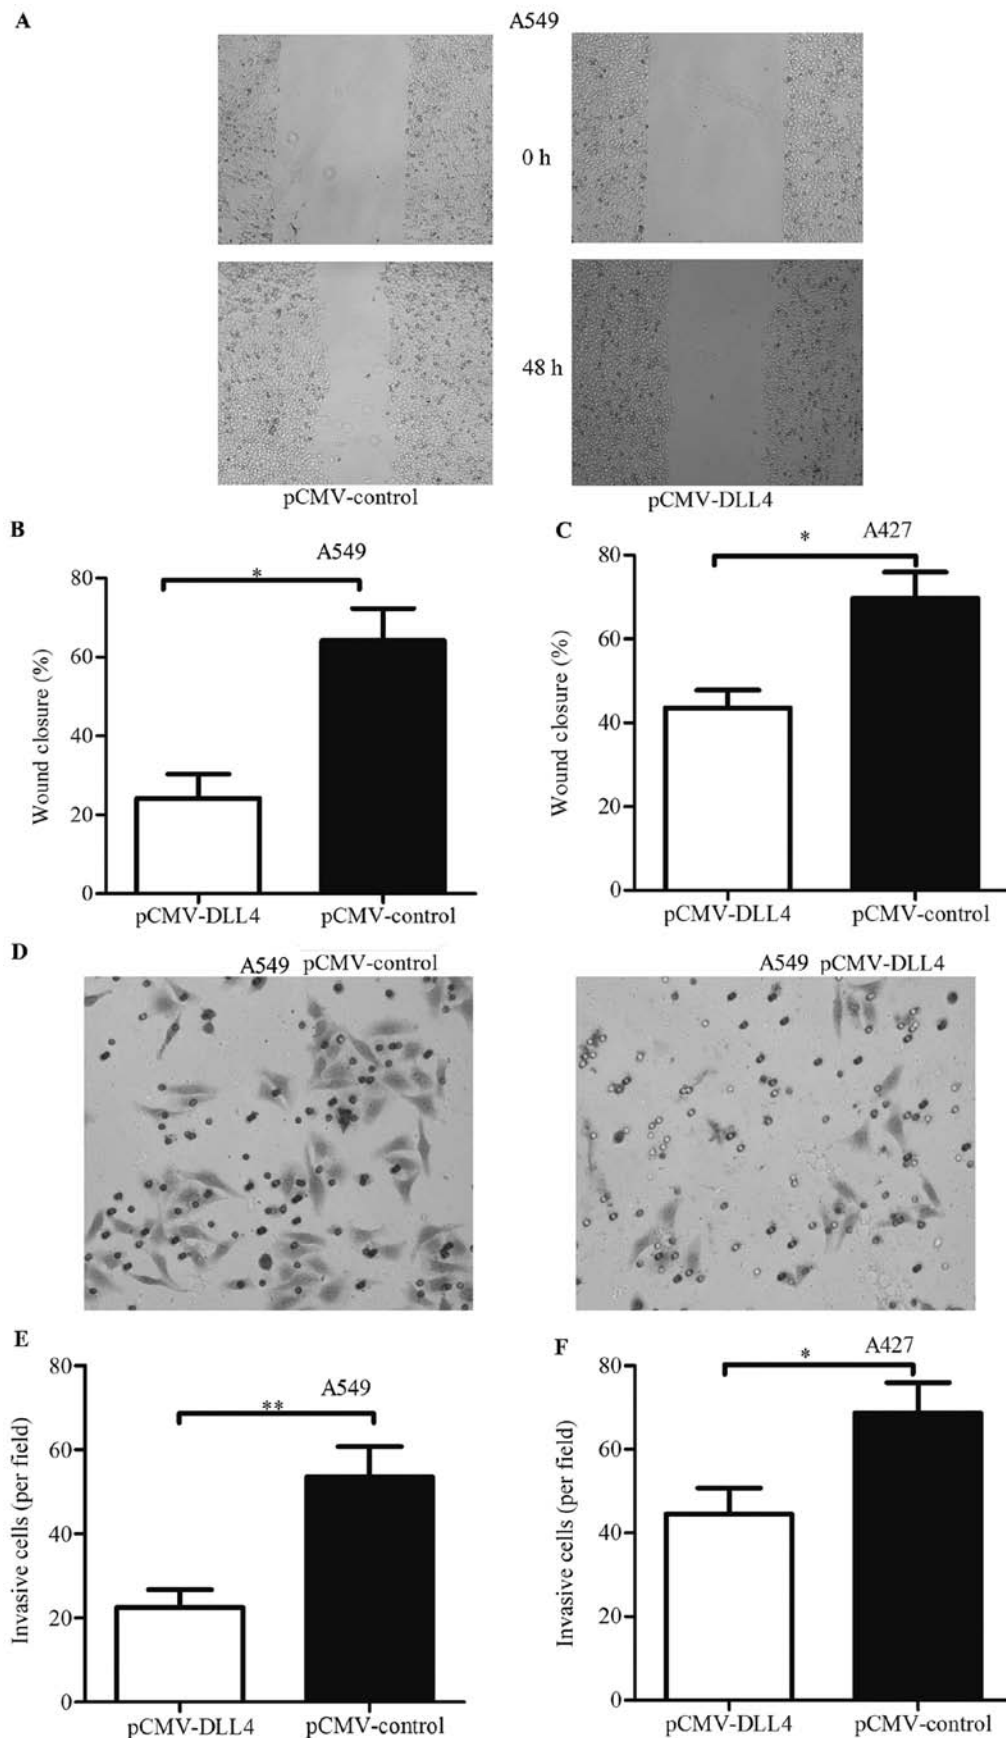 A
A549
0 h
48 h
pCMV-control
pCMV-DLL4
B
A549
*
80
60
40
20
0
Wound closure (%)
pCMV-DLL4
pCMV-control
C
A427
*
80
60
40
20
0
Wound closure (%)
pCMV-DLL4
pCMV-control
D
A549 pCMV-control
A549 pCMV-DLL4
E
A549
**
80
60
40
20
0
Invasive cells (per field)
pCMV-DLL4
pCMV-control
F
A427
*
80
60
40
20
0
Invasive cells (per field)
pCMV-DLL4
pCMV-control